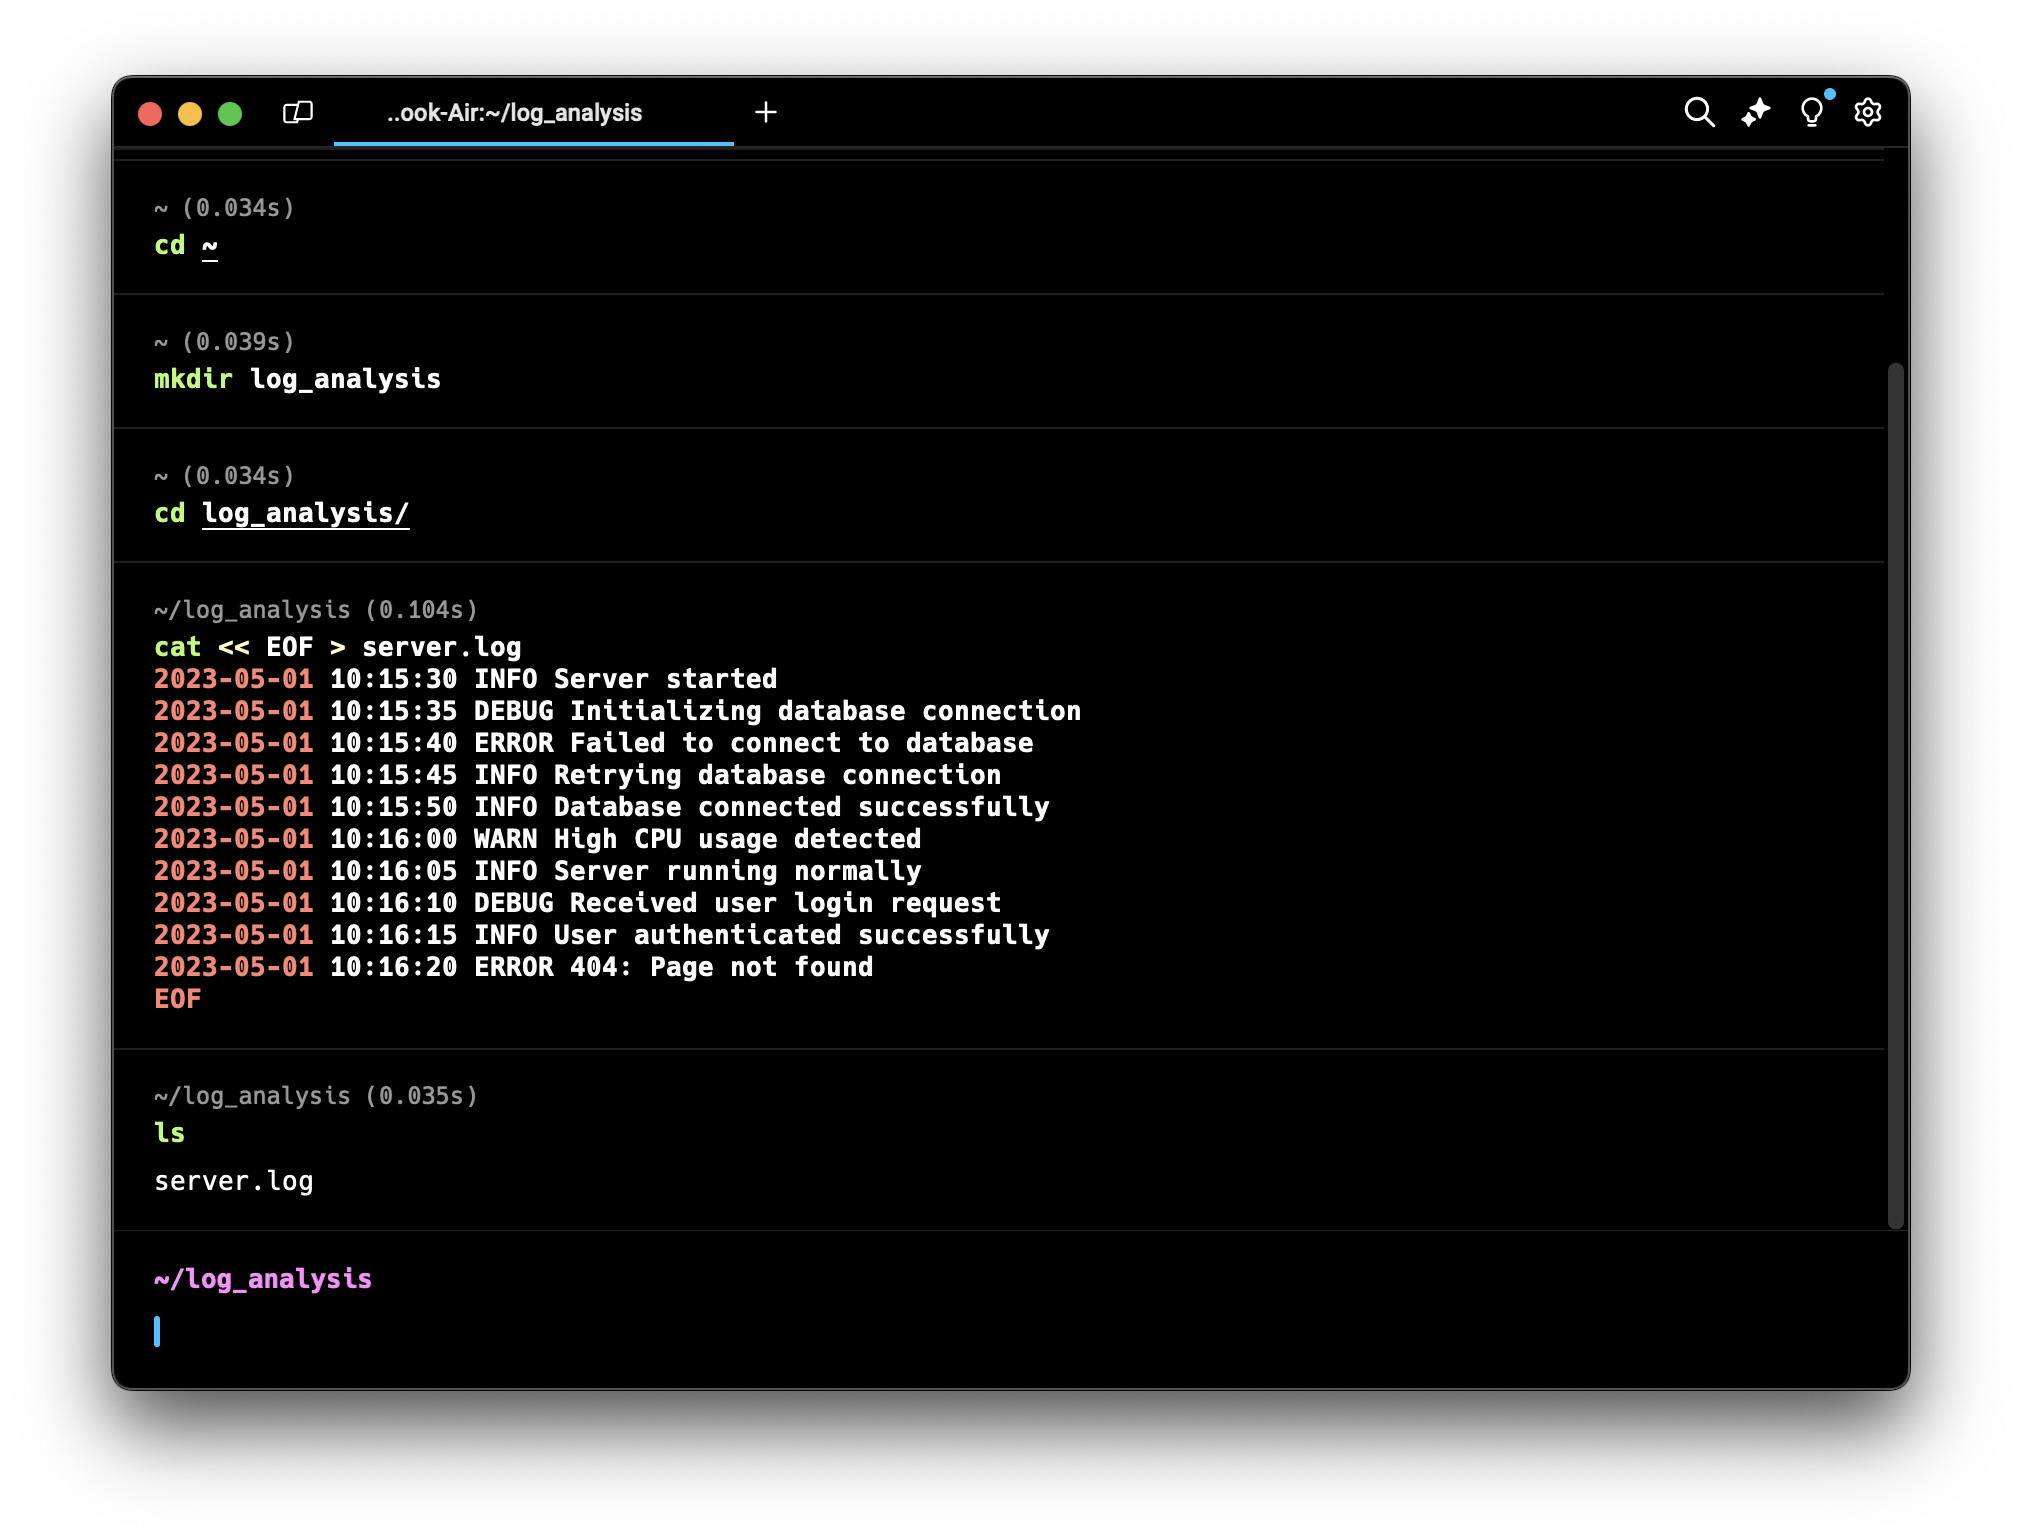 ..ook-Air:~/log_analysis
~ (0.034s)
cd ~
~ (0.039s)
mkdir log_analysis
~ (0.034s)
cd log_analysis/
~/log_analysis (0.104s)
cat << EOF > server.log
2023-05-01 10:15:30 INFO Server started
2023-05-01 10:15:35 DEBUG Initializing database connection
2023-05-01 10:15:40 ERROR Failed to connect to database
2023-05-01 10:15:45 INFO Retrying database connection
2023-05-01 10:15:50 INFO Database connected successfully
2023-05-01 10:16:00 WARN High CPU usage detected
2023-05-01 10:16:05 INFO Server running normally
2023-05-01 10:16:10 DEBUG Received user login request
2023-05-01 10:16:15 INFO User authenticated successfully
2023-05-01 10:16:20 ERROR 404: Page not found
EOF
~/log_analysis (0.035s)
ls
server.log
~/log_analysis